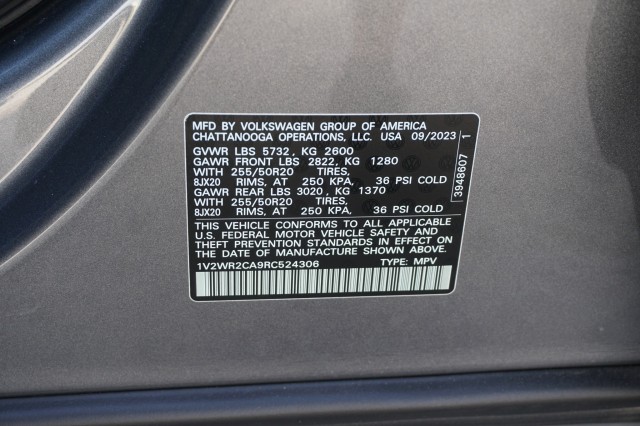 MFD BY VOLKSWAGEN GROUP OF AMERICA
CHATTANOOGA OPERATIONS, LLC. USA 09/2023
GVWR LBS 5732, KG 2600
GAWR FRONT LBS 2822, KG 1280
WITH 255/50R20 TIRES,
8JX20 RIMS, AT 250 KPA, 36 PSI COLD
GAWR REAR LBS 3020, KG 1370
WITH 255/50R20 TIRES,
8JX20 RIMS, AT 250 KPA, 36 PSI COLD
THIS VEHICLE CONFORMS TO ALL APPLICABLE
U.S. FEDERAL MOTOR VEHICLE SAFETY AND
THEFT PREVENTION STANDARDS IN EFFECT ON
THE DATE OF MANUFACTURE SHOWN ABOVE.
1V2WR2CA9RC524306 TYPE: MPV
3948607 1